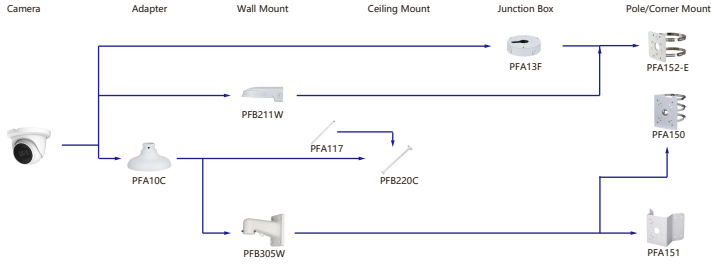 Camera
Adapter
Wall Mount
Ceiling Mount
Junction Box
Pole/Corner Mount
PFA13F
PFA152-E
PFB211W
PFA150
PFA117
PFA10C
PFB220C
PFB305W
PFA151